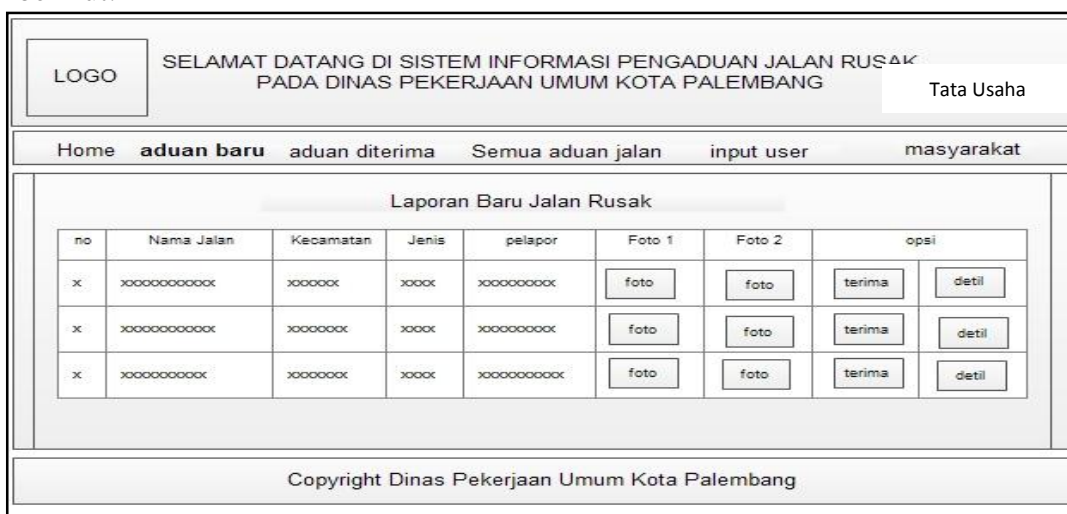 LOGO
SELAMAT DATANG DI SISTEM INFORMASI PENGADUAN JALAN RUSAK
PADA DINAS PEKERJAAN UMUM KOTA PALEMBANG
Tata Usaha
Home aduan baru aduan diterima Semua aduan jalan input user masyarakat
Laporan Baru Jalan Rusak
no Nama Jalan Kecamatan Jenis pelapor Foto 1 Foto 2 opsi
x xxxxxxxxxxx xxxxxx xxxx xxxxxxxxx foto foto terima detil
x xxxxxxxxxxx xxxxxxx xxxx xxxxxxxxx foto foto terima detil
x xxxxxxxxxx xxxxxxx xxxx xxxxxxxxxx foto foto terima detil
Copyright Dinas Pekerjaan Umum Kota Palembang